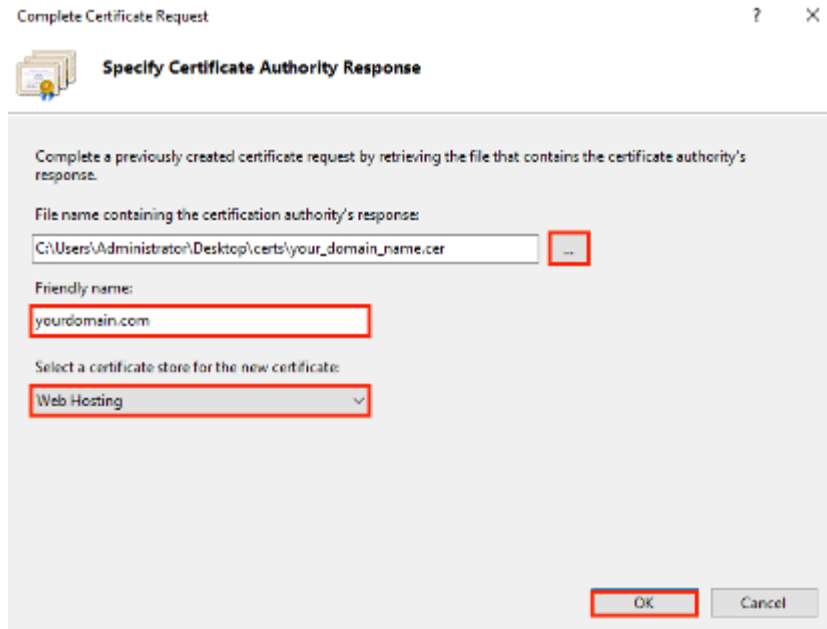 Complete Certificate Request
?
Specify Certificate Authority Response
Complete a previously created certificate request by retrieving the file that contains the certificate authority's
response.
File name containing the certification authority's response:
C:\Users\Administrator\Desktop\certs\your_domain_name.cer
...
Friendly name:
yourdomain.com
Select a certificate store for the new certificate:
Web Hosting
OK
Cancel